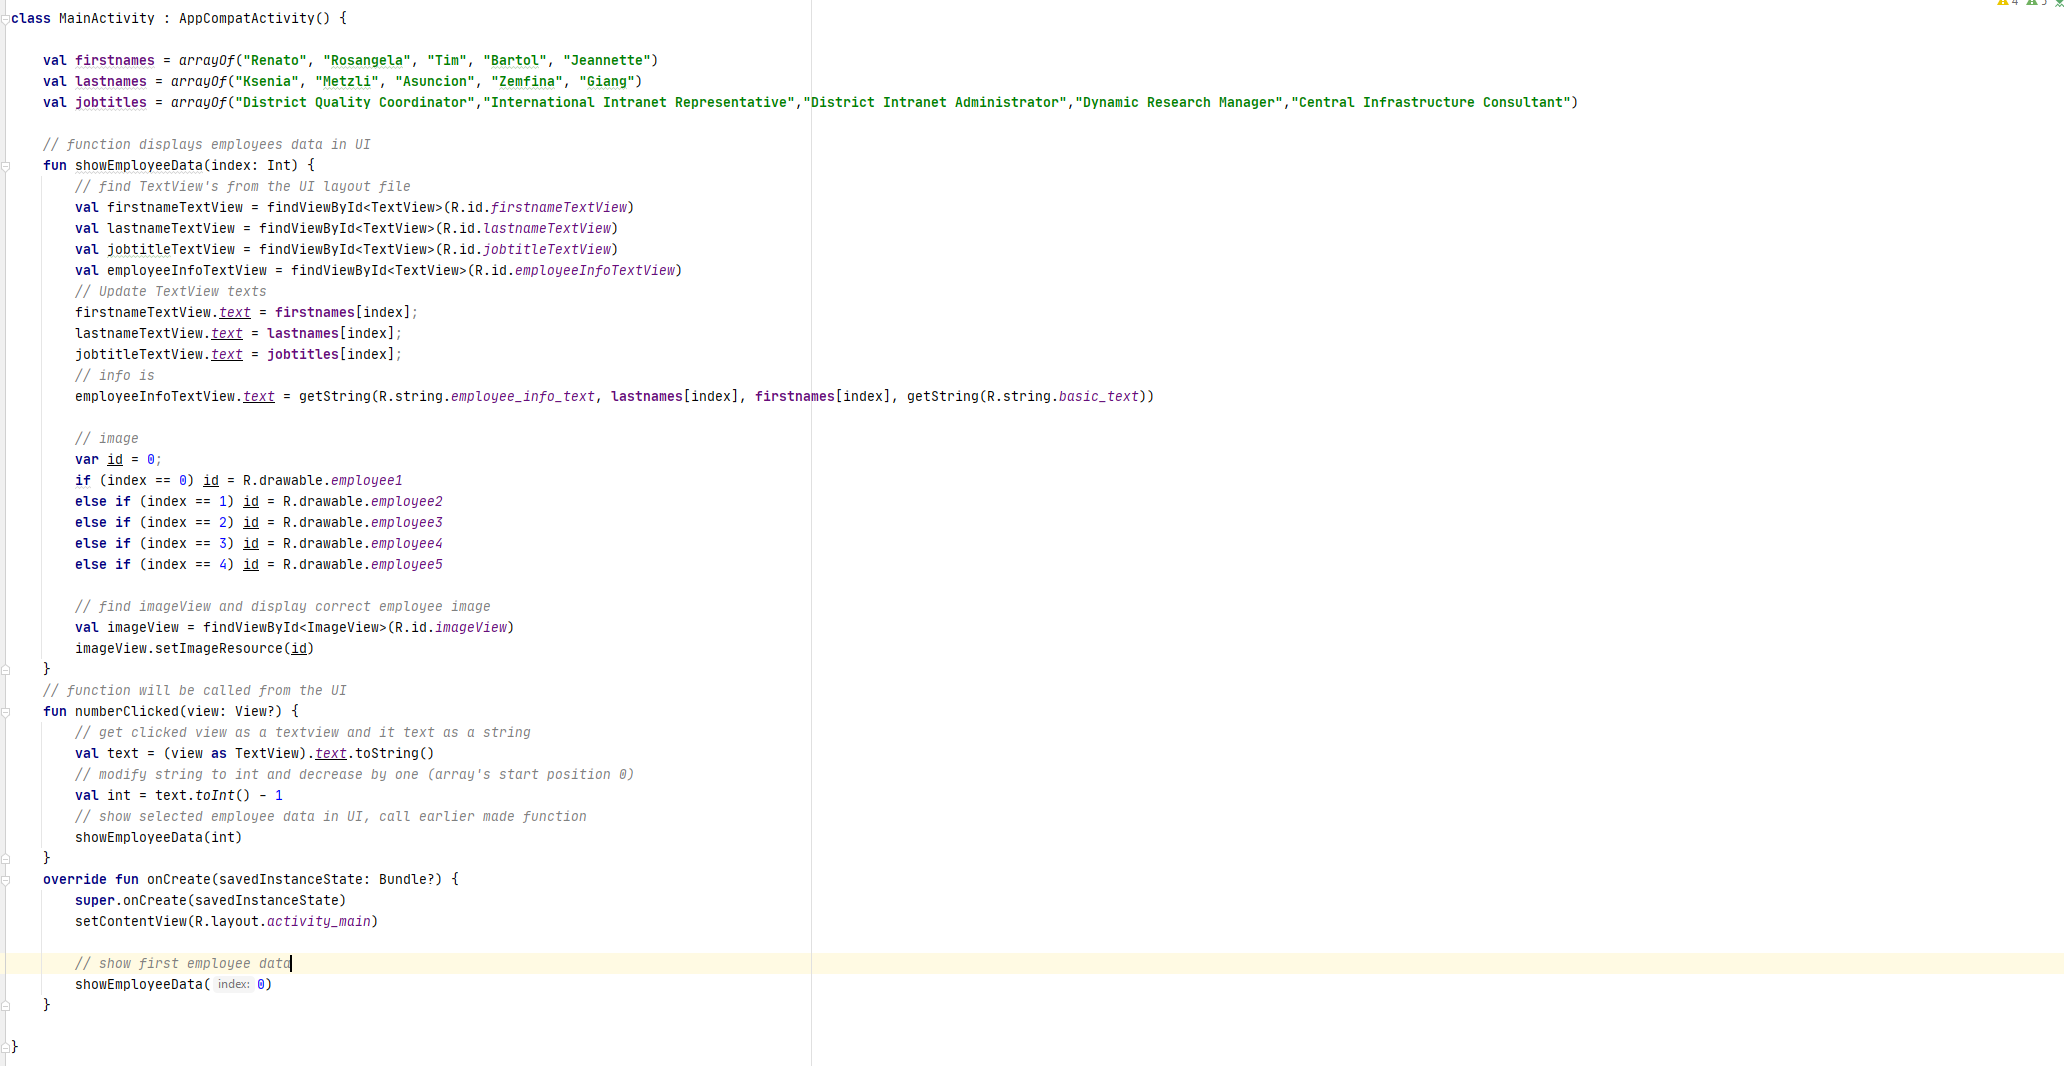 class MainActivity : AppCompatActivity() {
val firstnames = arrayOf("Renato", "Rosangela", "Tim", "Bartol", "Jeannette")
val lastnames = arrayOf("Ksenia", "Metzli", "Asuncion", "Zemfina", "Giang")
val jobtitles = arrayOf("District Quality Coordinator","International Intranet Representative","District Intranet Administrator","Dynamic Research Manager","Central Infrastructure Consultant")
// function displays employees data in UI
fun showEmployeeData(index: Int) {
// find TextView's from the UI layout file
val firstnameTextView = findViewById<TextView>(R.id.firstnameTextView)
val lastnameTextView = findViewById<TextView>(R.id.lastnameTextView)
val jobtitleTextView = findViewById<TextView>(R.id.jobtitleTextView)
val employeeInfoTextView = findViewById<TextView>(R.id.employeeInfoTextView)
// Update TextView texts
firstnameTextView.text = firstnames[index];
lastnameTextView.text = lastnames[index];
jobtitleTextView.text = jobtitles[index];
// info is
employeeInfoTextView.text = getString(R.string.employee_info_text, lastnames[index], firstnames[index], getString(R.string.basic_text))
// image
var id = 0;
if (index == 0) id = R.drawable.employee1
else if (index == 1) id = R.drawable.employee2
else if (index == 2) id = R.drawable.employee3
else if (index == 3) id = R.drawable.employee4
else if (index == 4) id = R.drawable.employee5
// find imageView and display correct employee image
val imageView = findViewById<ImageView>(R.id.imageView)
imageView.setImageResource(id)
}
// function will be called from the UI
fun numberClicked(view: View?) {
// get clicked view as a textview and it text as a string
val text = (view as TextView).text.toString()
// modify string to int and decrease by one (array's start position 0)
val int = text.toInt() - 1
// show selected employee data in UI, call earlier made function
showEmployeeData(int)
}
override fun onCreate(savedInstanceState: Bundle?) {
super.onCreate(savedInstanceState)
setContentView(R.layout.activity_main)
// show first employee data
showEmployeeData( index: 0)
}
}